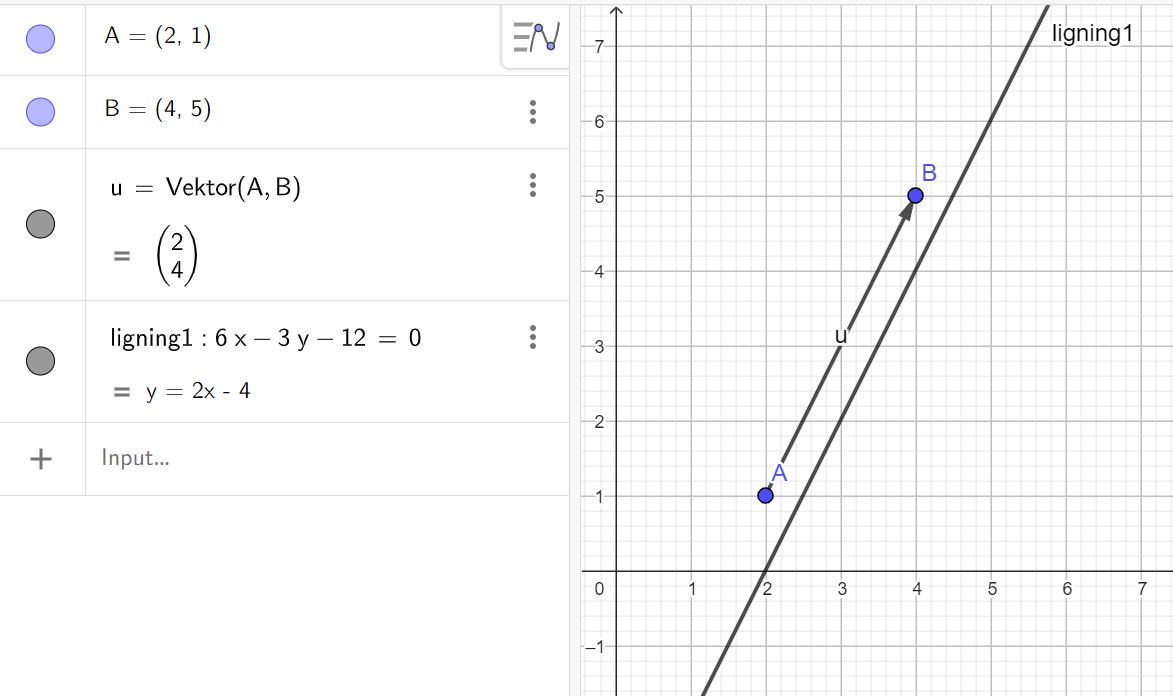 A = (2, 1)
B = (4, 5)
u = Vektor(A, B)
= (2
4)
ligning1 : 6 x – 3 y – 12 = 0
= y = 2x - 4
+ Input...
ligning1
7
6
B
5
4
u
3
2
A
1
0 1 2 3 4 5 6 7
–1